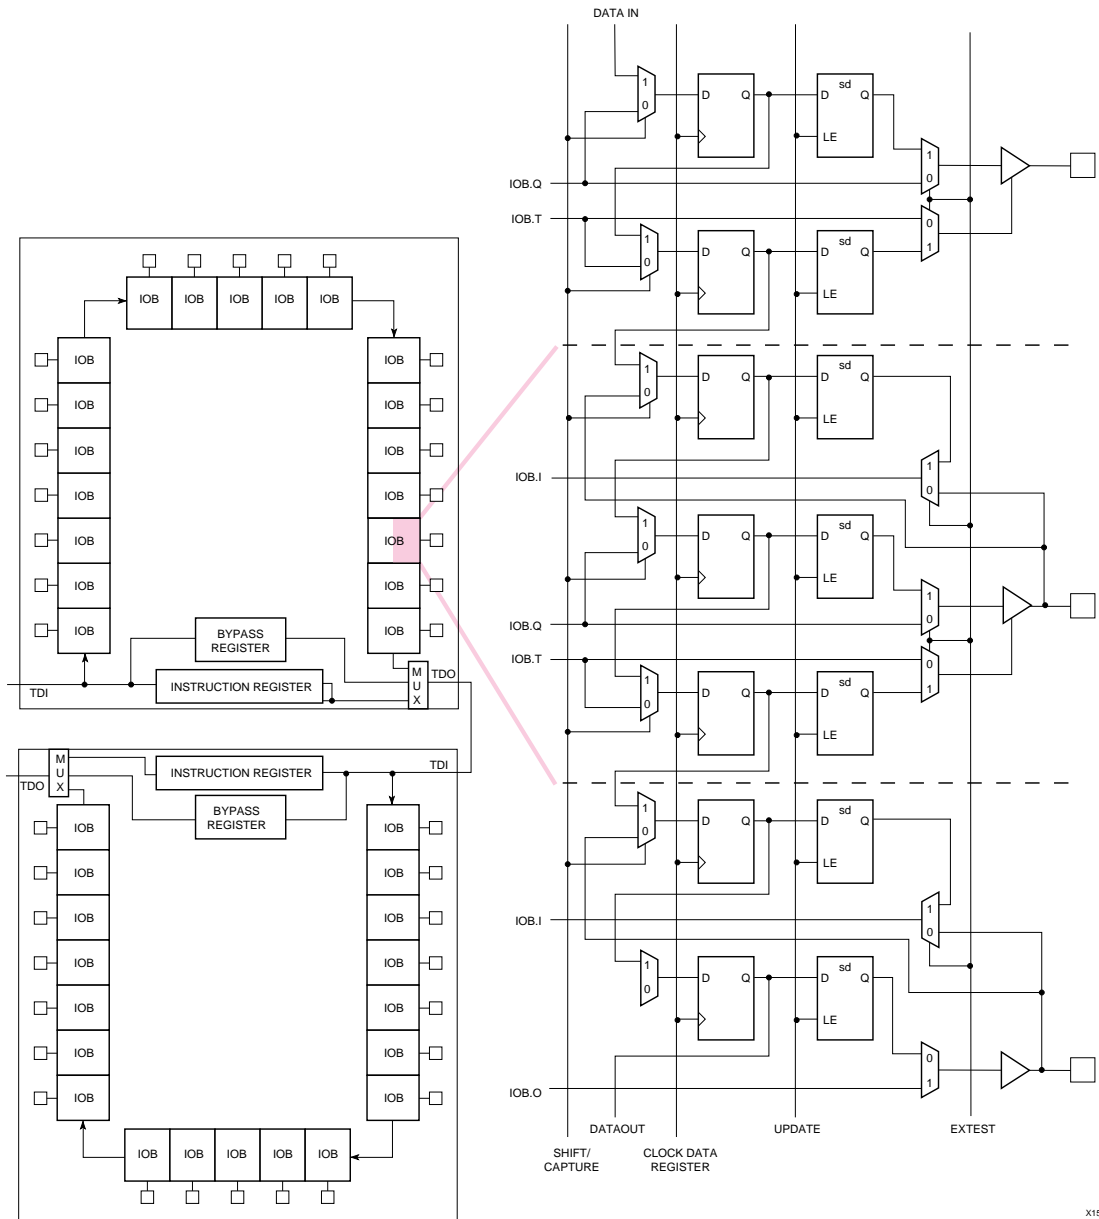 DATA IN
1
0
D Q
D sd Q
LE
1
0
IOB.Q
IOB.T
0
1
1
0
D Q
D sd Q
LE
IOB IOB IOB IOB IOB
IOB
IOB
IOB
IOB
IOB
IOB
IOB
IOB
IOB
IOB
IOB
IOB
IOB
IOB
BYPASS
REGISTER
INSTRUCTION REGISTER
TDI
M
U
X
TDO
1
0
D Q
D sd Q
LE
IOB.I
1
0
1
0
D Q
D sd Q
LE
1
0
IOB.Q
IOB.T
0
1
1
0
D Q
D sd Q
LE
M
U
X
TDO
INSTRUCTION REGISTER
BYPASS
REGISTER
TDI
IOB
IOB
IOB
IOB
IOB
IOB
IOB
IOB
IOB
IOB
IOB
IOB
IOB
IOB
IOB IOB IOB IOB IOB
1
0
D Q
D sd Q
LE
IOB.I
1
0
1
0
D Q
D sd Q
LE
0
1
IOB.O
SHIFT/
CAPTURE
DATAOUT
CLOCK DATA
REGISTER
UPDATE
EXTEST